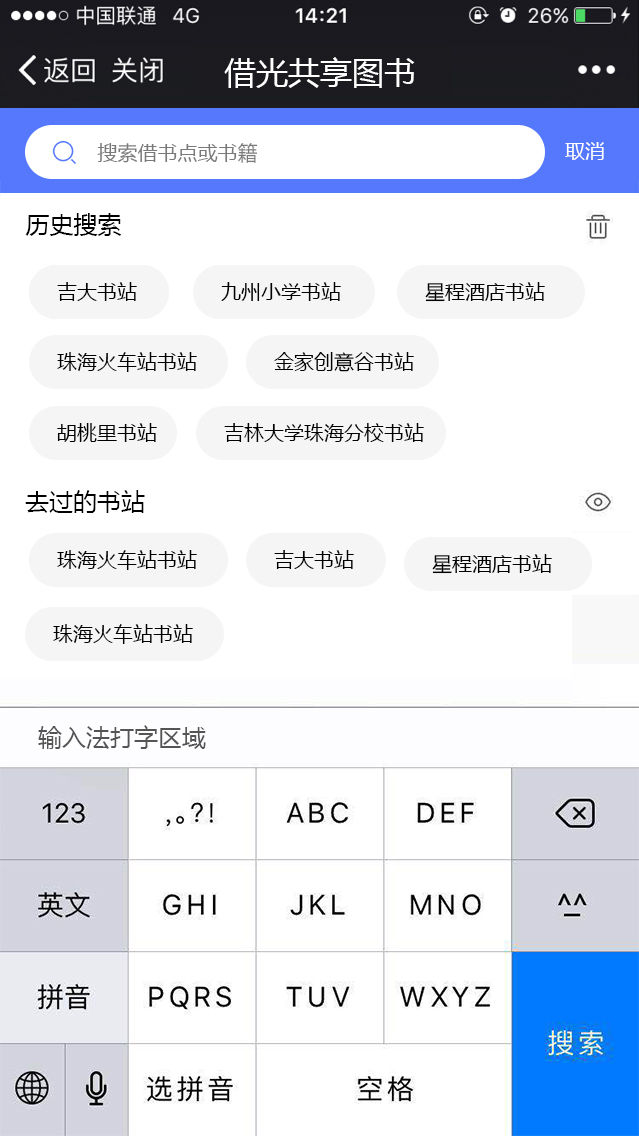 中国联通 4G 14:21 26%
返回 关闭 借光共享图书
搜索借书点或书籍 取消
历史搜索
吉大书站 九州小学书站 星程酒店书站
珠海火车站书站 金家创意谷书站
胡桃里书站 吉林大学珠海分校书站
去过的书站
珠海火车站书站 吉大书站 星程酒店书站
珠海火车站书站
输入法打字区域
123 ,。?! ABC DEF
英文 GHI JKL MNO ^^
拼音 PQRS TUV WXYZ
搜索
选拼音 空格